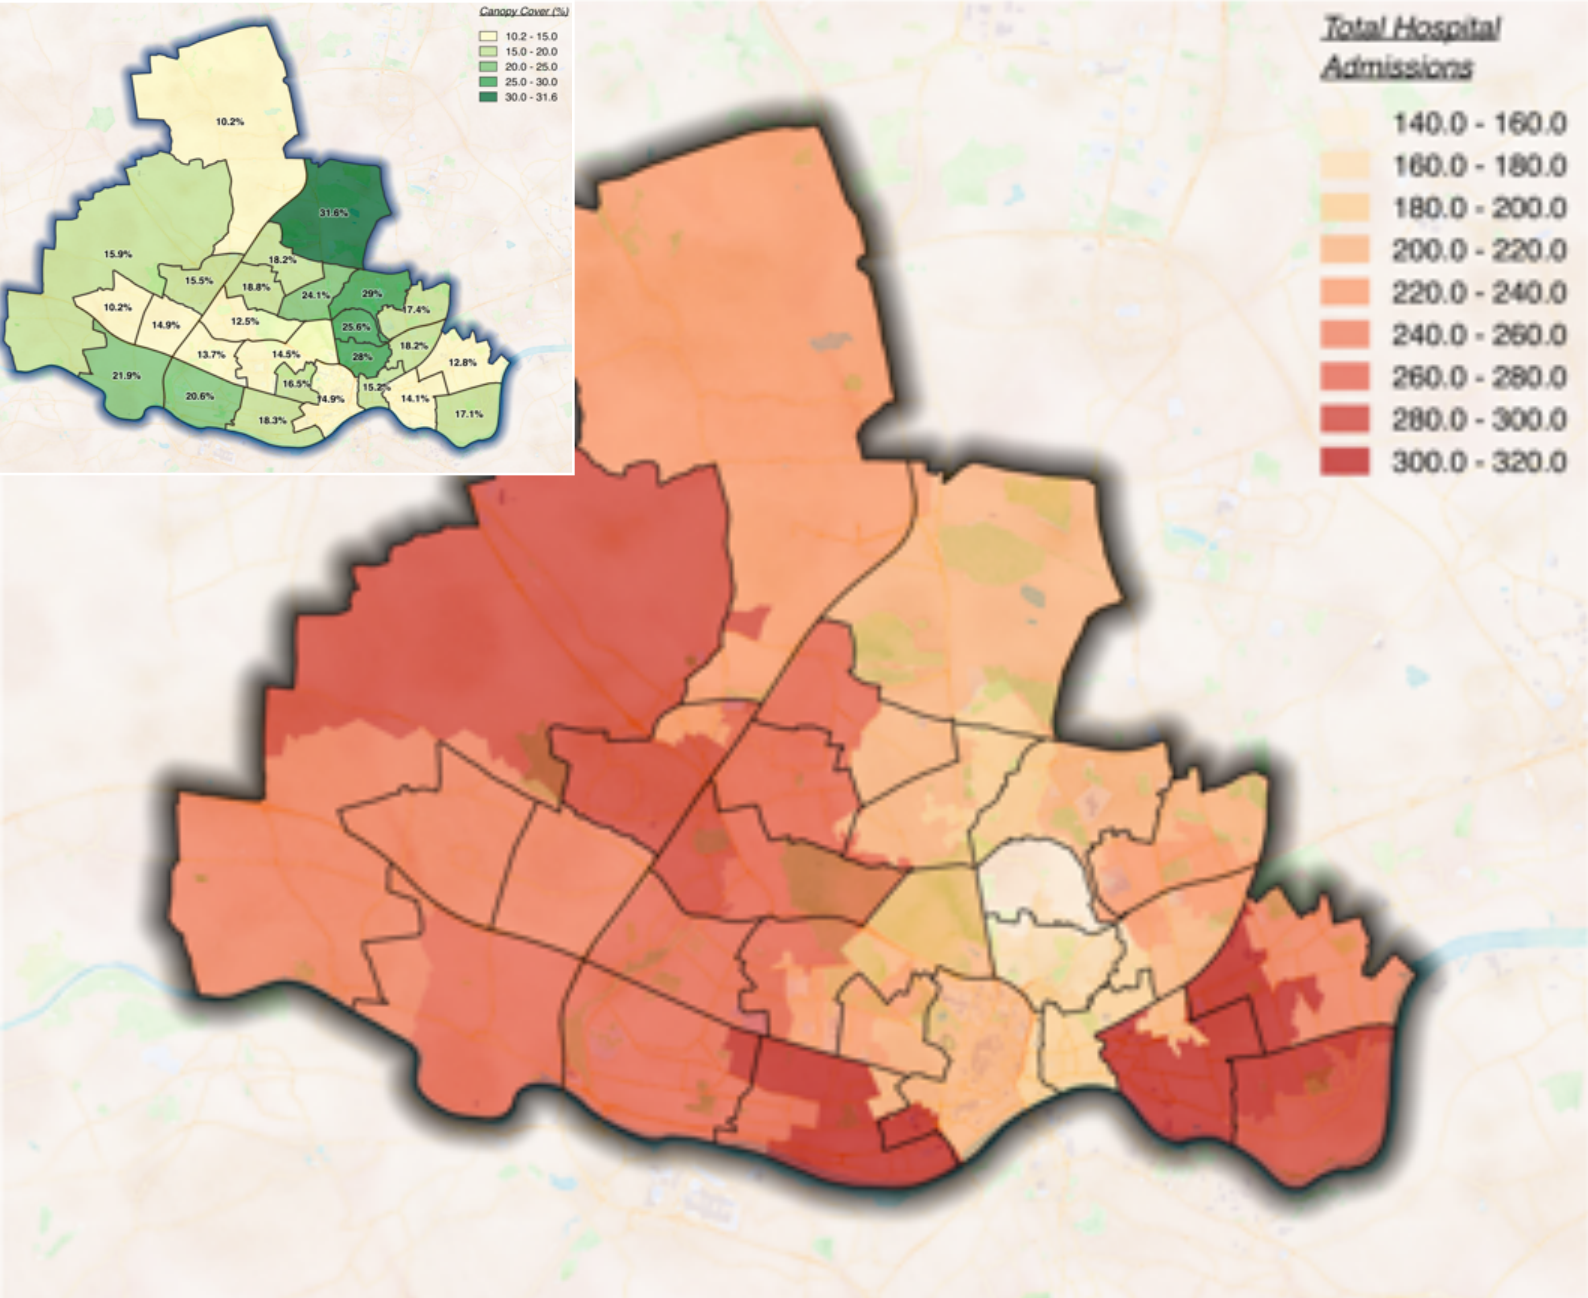 Canopy Cover (%)
10.2 - 15.0
15.0 - 20.0
20.0 - 25.0
25.0 - 30.0
30.0 - 31.6
10.2%
31.6%
15.9%
18.2%
15.5%
18.8%
24.1%
29%
10.2%
17.4%
14.9%
12.5%
25.6%
13.7%
14.5%
28%
18.2%
12.8%
21.9%
16.5%
15.2%
20.6%
14.9%
14.1%
18.3%
17.1%
Total Hospital
Admissions
140.0 - 160.0
160.0 - 180.0
180.0 - 200.0
200.0 - 220.0
220.0 - 240.0
240.0 - 260.0
260.0 - 280.0
280.0 - 300.0
300.0 - 320.0